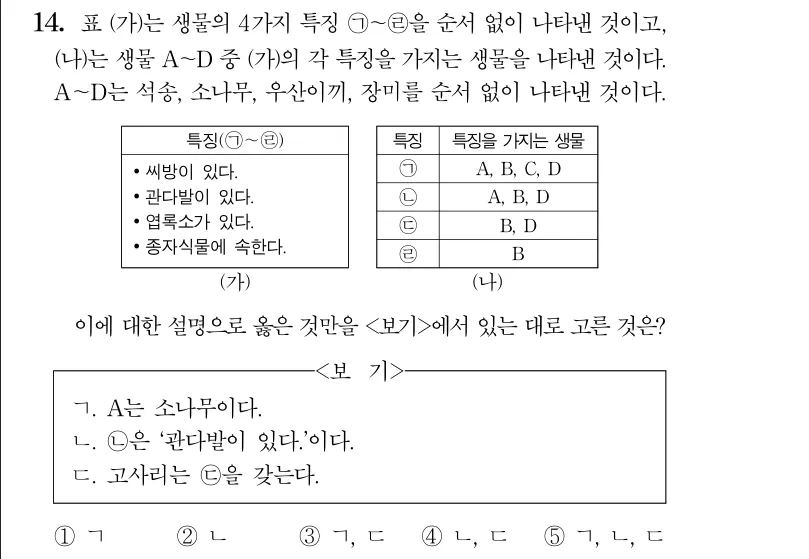 14. 표 (가)는 생물의 4가지 특징 ㉠~㉣을 순서 없이 나타낸 것이고,
(나)는 생물 A~D 중 (가)의 각 특징을 가지는 생물을 나타낸 것이다.
A~D는 석송, 소나무, 우산이끼, 장미를 순서 없이 나타낸 것이다.
특징(㉠~㉣)
• 씨방이 있다.
• 관다발이 있다.
• 엽록소가 있다.
• 종자식물에 속한다.
(가)
특징 특징을 가지는 생물
㉠ A, B, C, D
㉡ A, B, D
㉢ B, D
㉣ B
(나)
이에 대한 설명으로 옳은 것만을 <보기>에서 있는 대로 고른 것은?
<보 기>
ㄱ. A는 소나무이다.
ㄴ. ㉡은 ‘관다발이 있다.’이다.
ㄷ. 고사리는 ㉢을 갖는다.
① ㄱ ② ㄴ ③ ㄱ, ㄷ ④ ㄴ, ㄷ ⑤ ㄱ, ㄴ, ㄷ